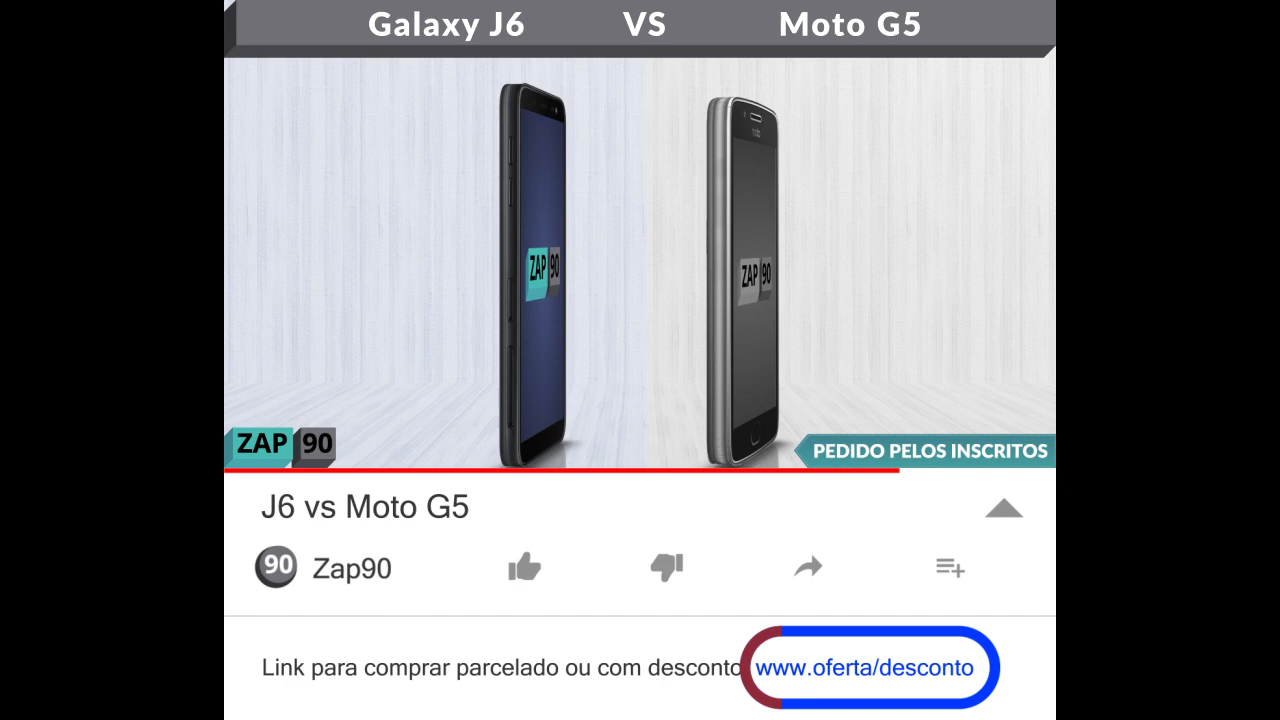 Galaxy J6 VS Moto G5
moto
ZAP 90
ZAP 90
ZAP 90
PEDIDO PELOS INSCRITOS
J6 vs Moto G5
90 Zap90
Link para comprar parcelado ou com desconto www.oferta/desconto